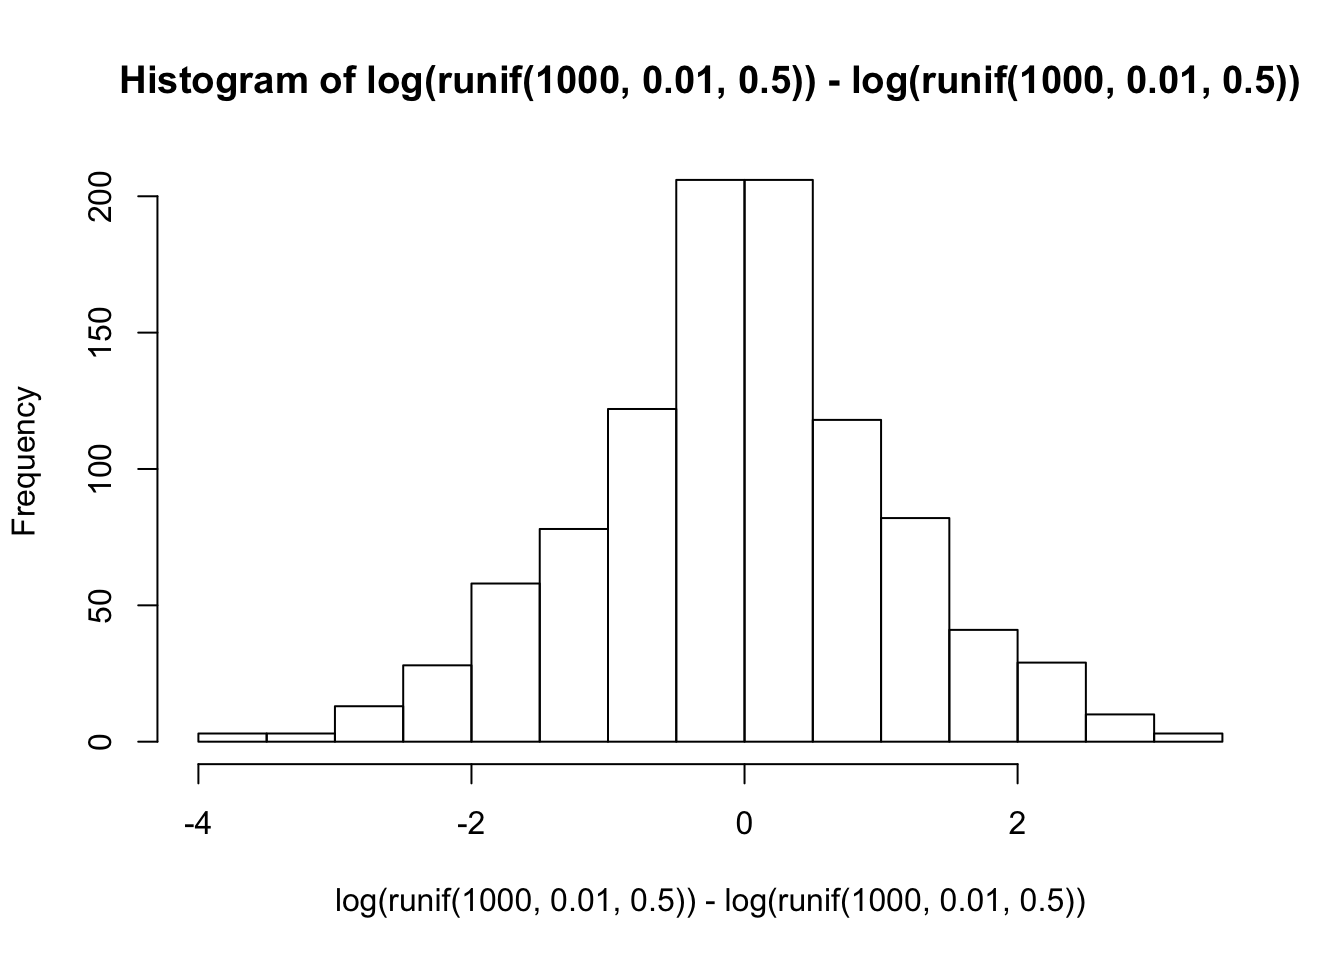 Histogram of log(runif(1000, 0.01, 0.5)) - log(runif(1000, 0.01, 0.5))
Frequency
200
150
100
50
0
-4 -2 0 2
log(runif(1000, 0.01, 0.5)) - log(runif(1000, 0.01, 0.5))